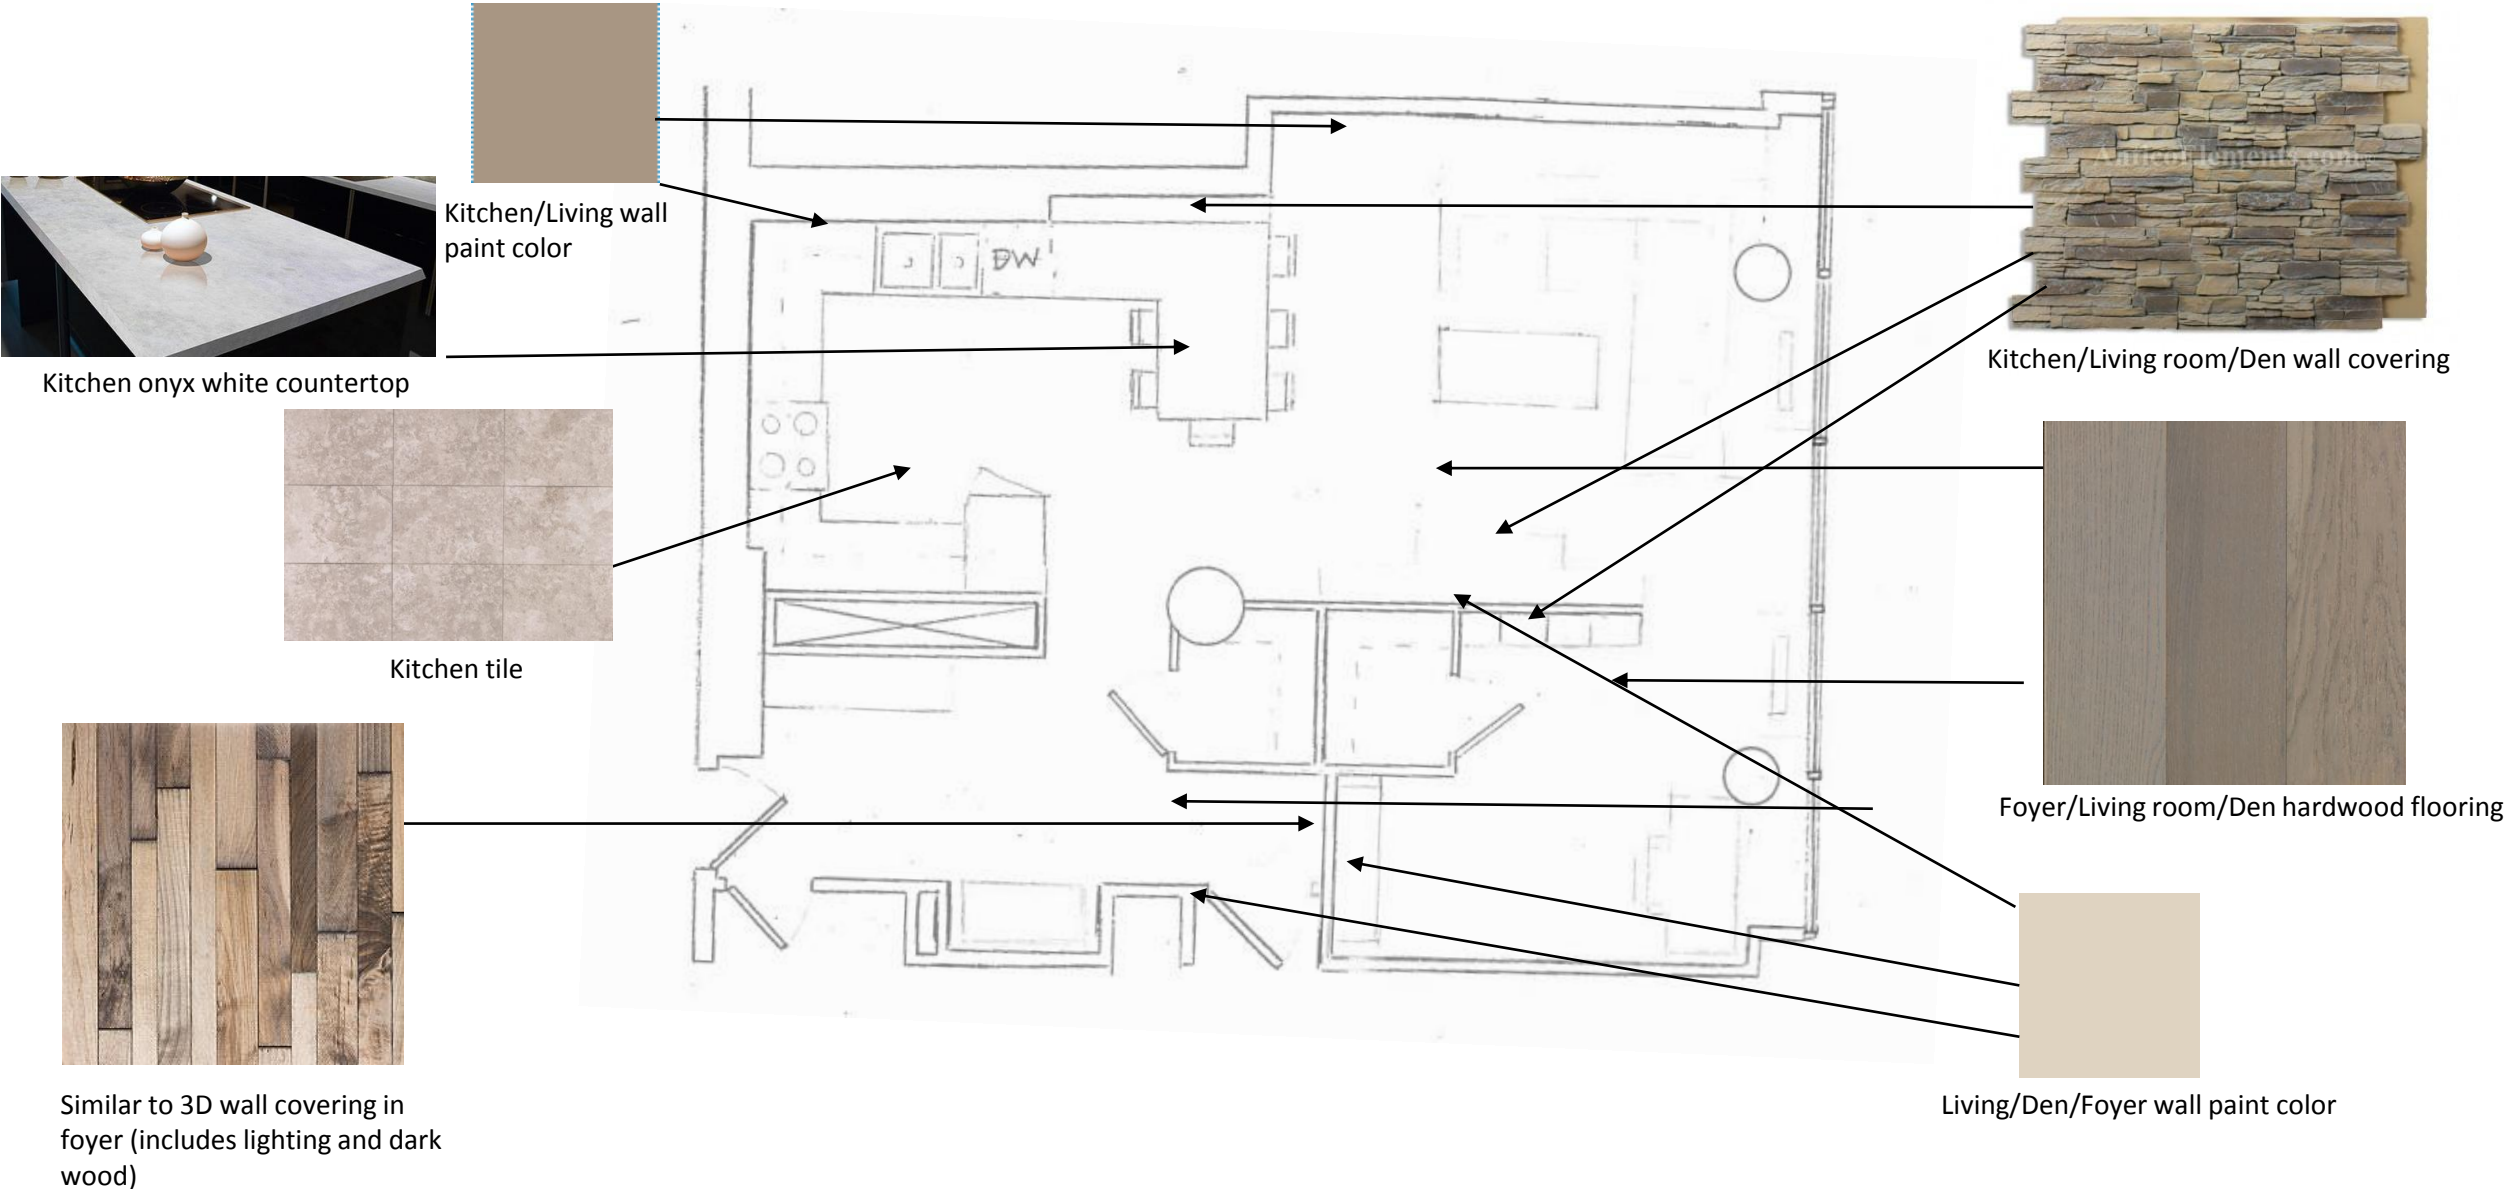 Kitchen/Living wall
paint color
AnticoElements.com
DW
Kitchen onyx white countertop
Kitchen/Living room/Den wall covering
Kitchen tile
Foyer/Living room/Den hardwood flooring
Similar to 3D wall covering in
foyer (includes lighting and dark
wood)
Living/Den/Foyer wall paint color